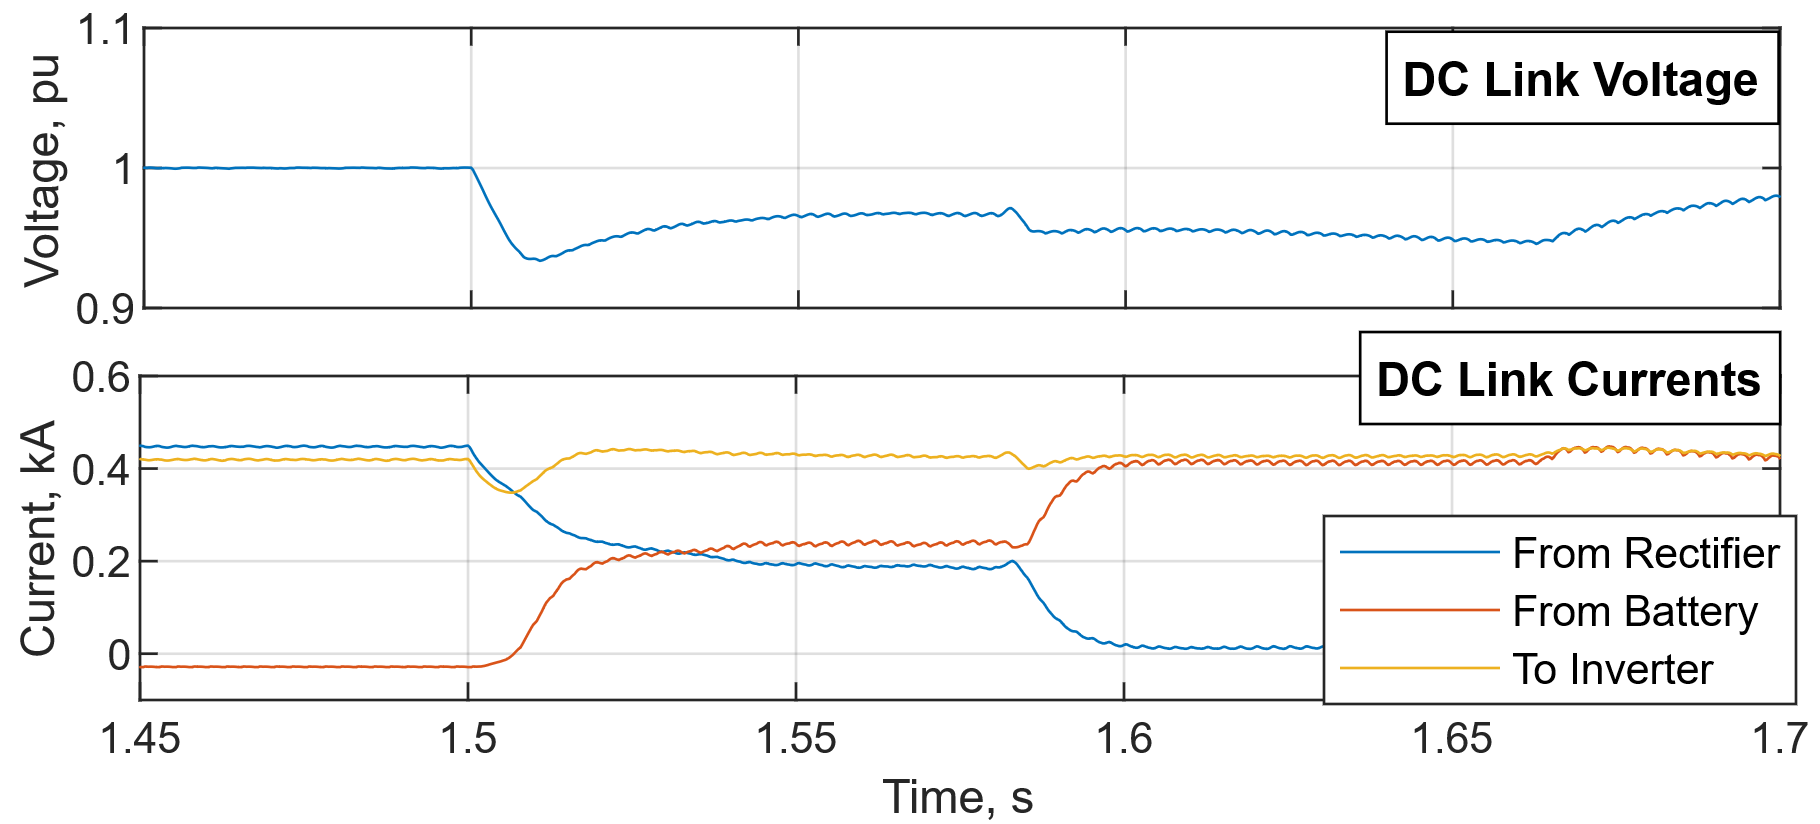 1.1
DC Link Voltage
Voltage, pu
1
0.9
0.6
DC Link Currents
Current, kA
0.4
0.2
0
From Rectifier
From Battery
To Inverter
1.45 1.5 1.55 1.6 1.65 1.7
Time, s